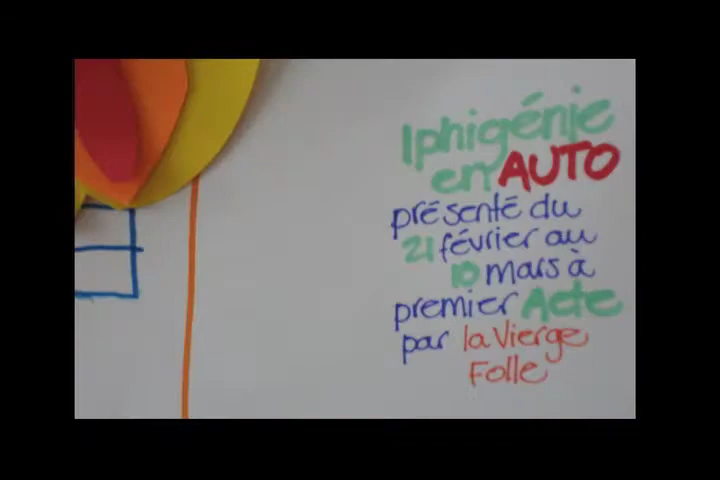 Iphigénie
en AUTO
présenté du
21 février au
10 mars à
premier Acte
par la Vierge
Folle